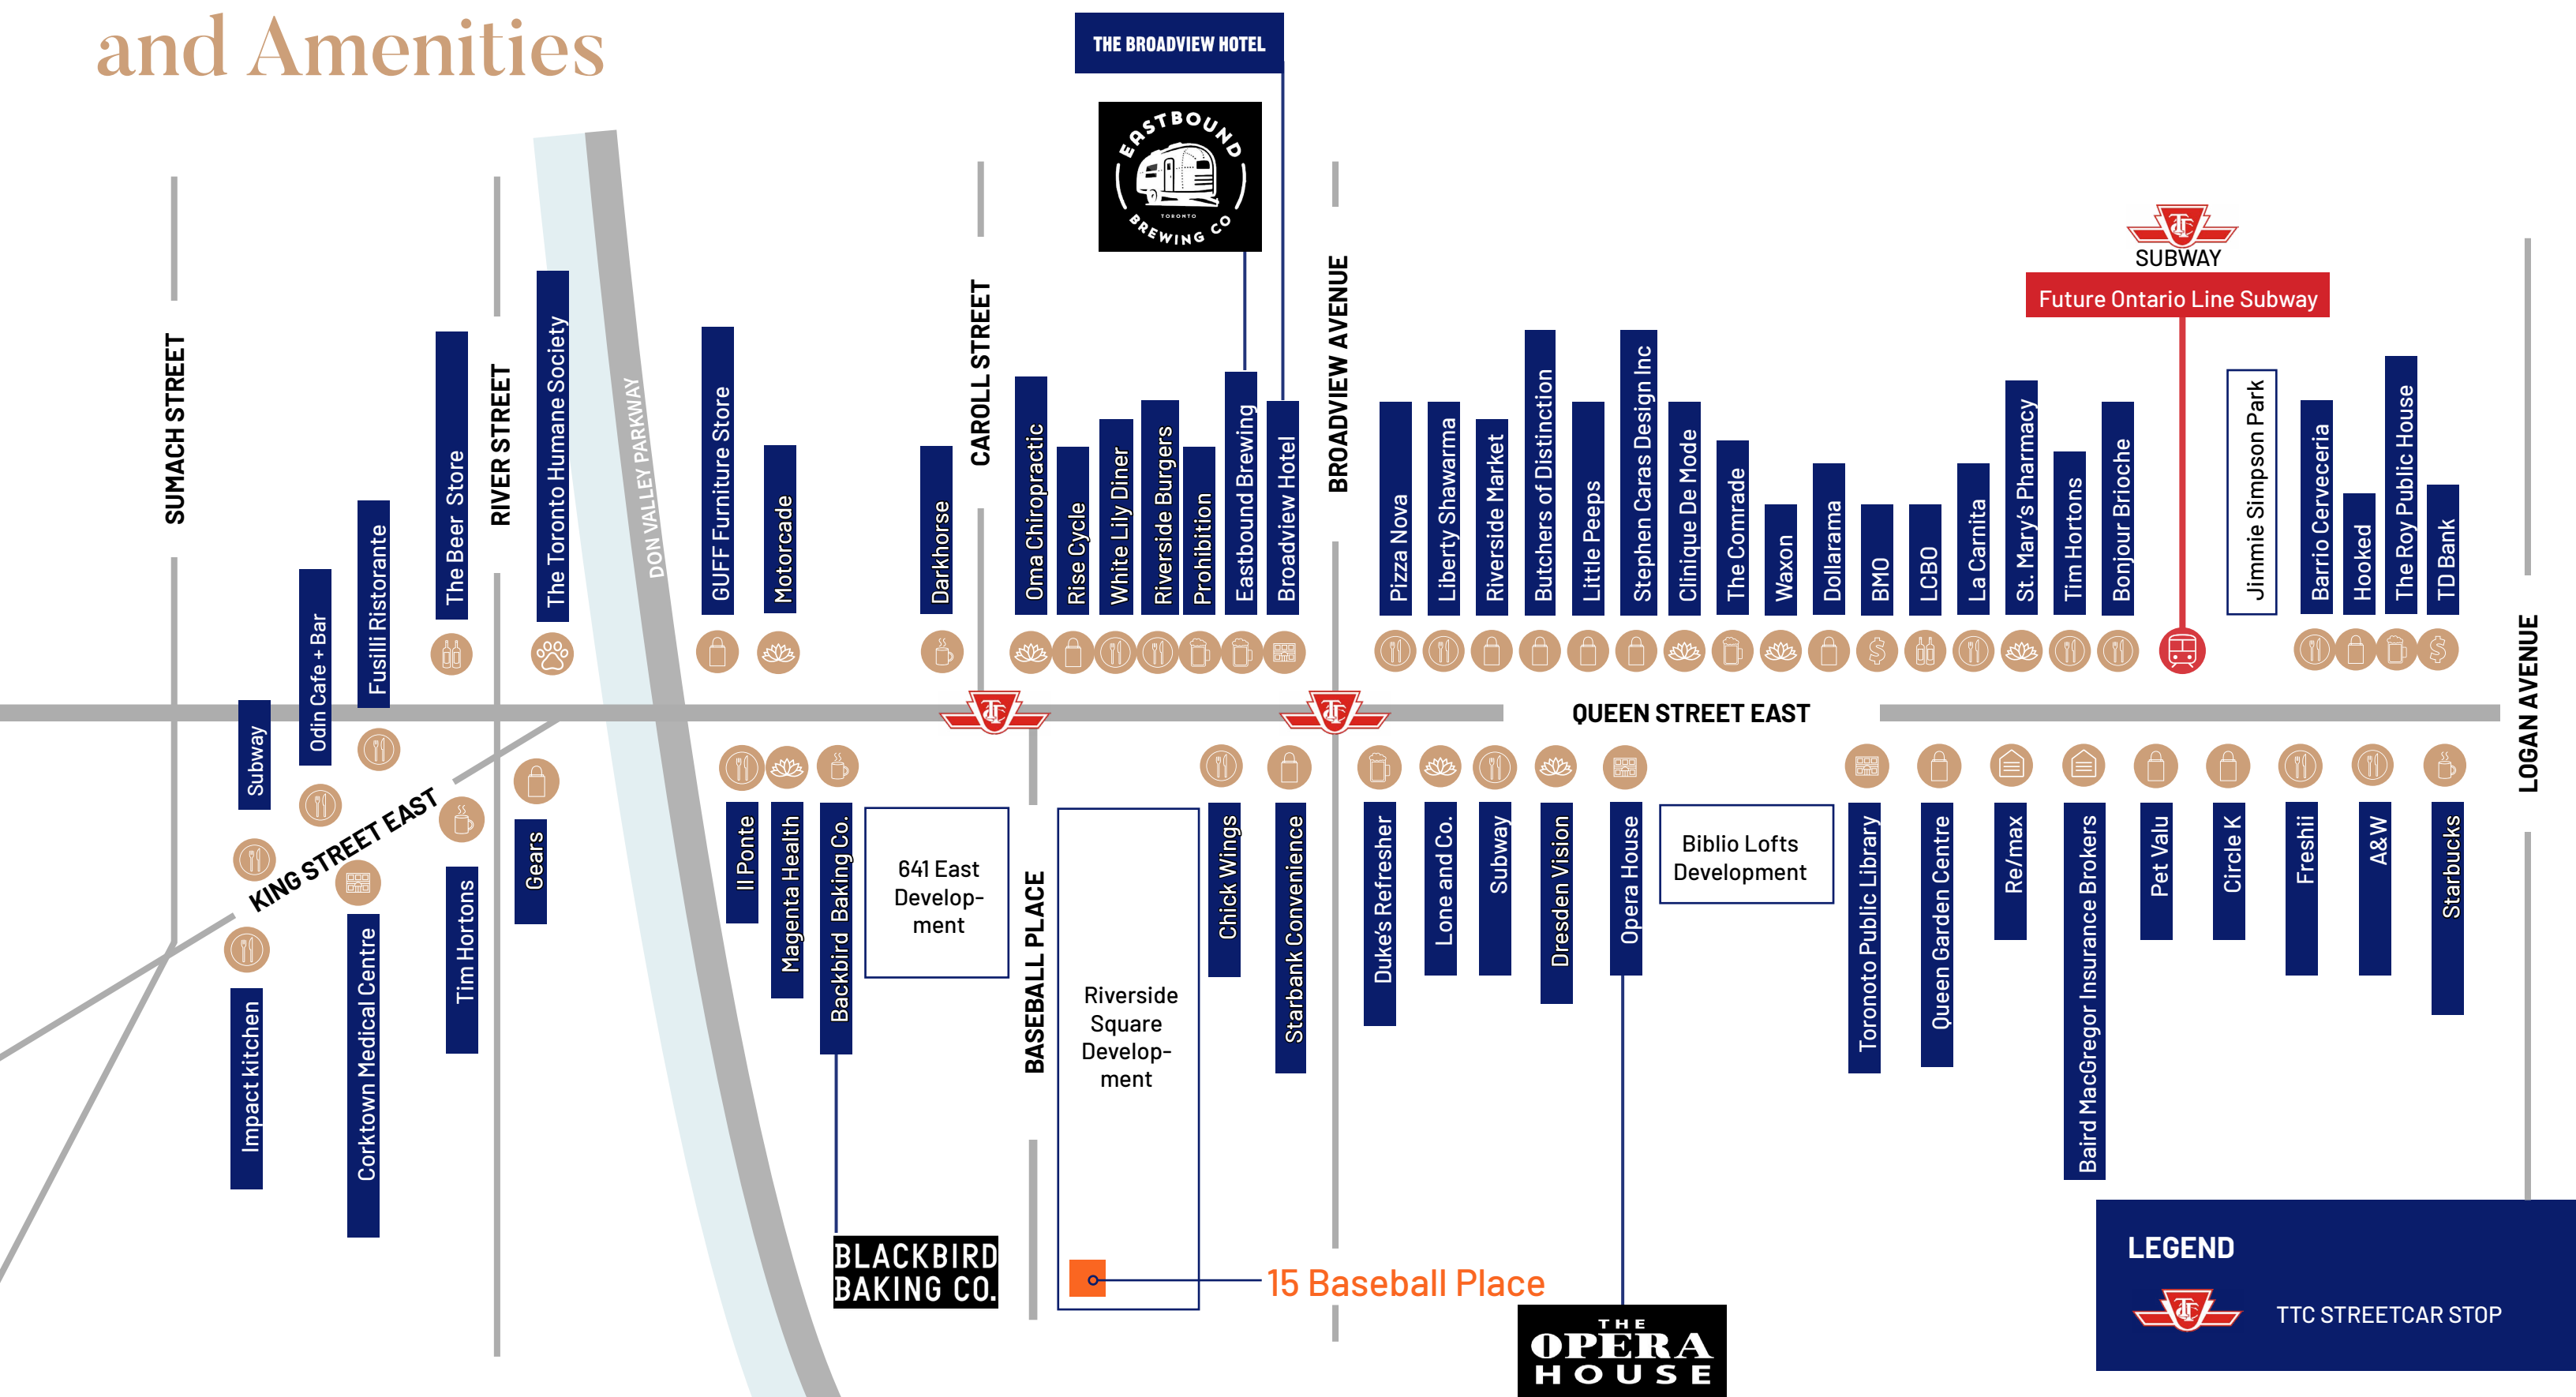 and Amenities
THE BROADVIEW HOTEL
EASTBOUND
TORONTO
BREWING CO
SUBWAY
Future Ontario Line Subway
SUMACH STREET
RIVER STREET
DON VALLEY PARKWAY
CAROLL STREET
BROADVIEW AVENUE
LOGAN AVENUE
Subway
Odin Cafe + Bar
Fusilli Ristorante
The Beer Store
The Toronto Humane Society
GUFF Furniture Store
Motorcade
Darkhorse
Oma Chiropractic
Rise Cycle
White Lily Diner
Riverside Burgers
Prohibition
Eastbound Brewing
Broadview Hotel
Pizza Nova
Liberty Shawarma
Riverside Market
Butchers of Distinction
Little Peeps
Stephen Caras Design Inc
Clinique De Mode
The Comrade
Waxon
Dollarama
BMO
LCBO
La Carnita
St. Mary's Pharmacy
Tim Hortons
Bonjour Brioche
Jimmie Simpson Park
Barrio Cerveceria
Hooked
The Roy Public House
TD Bank
QUEEN STREET EAST
KING STREET EAST
Impact kitchen
Corktown Medical Centre
Tim Hortons
Gears
Il Ponte
Magenta Health
Backbird Baking Co.
641 East
Develop-
ment
BASEBALL PLACE
Riverside
Square
Develop-
ment
Chick Wings
Starbank Convenience
Duke's Refresher
Lone and Co.
Subway
Dresden Vision
Opera House
Biblio Lofts
Development
Toronoto Public Library
Queen Garden Centre
Re/max
Baird MacGregor Insurance Brokers
Pet Valu
Circle K
Freshii
A&W
Starbucks
BLACKBIRD
BAKING CO.
15 Baseball Place
THE
OPERA
HOUSE
LEGEND
TTC STREETCAR STOP